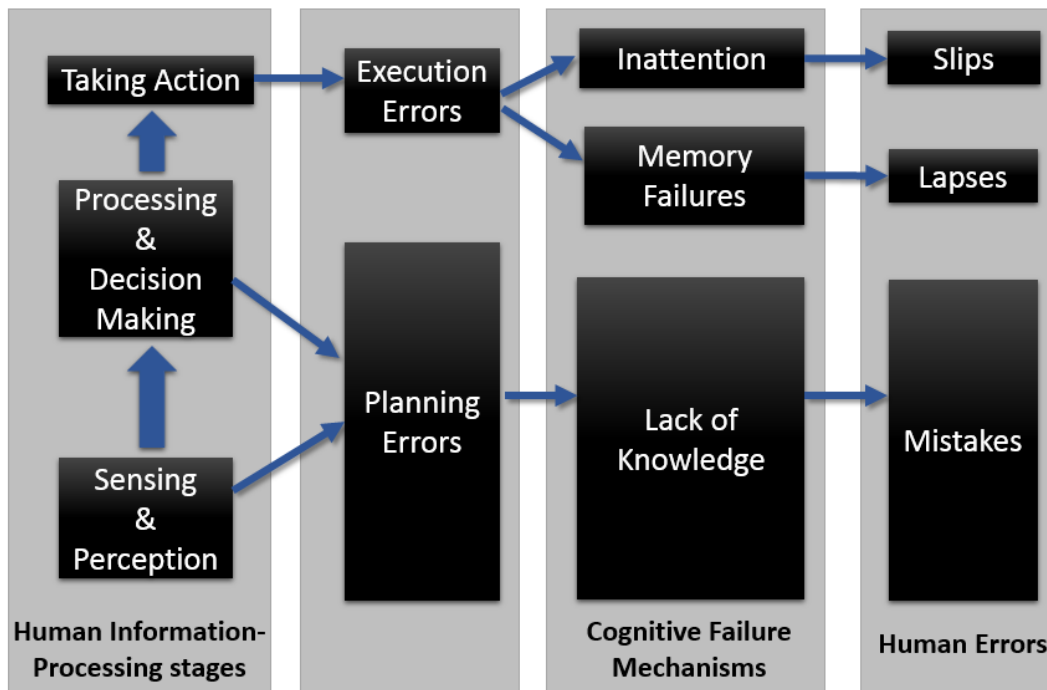 Taking Action
Processing
&
Decision
Making
Sensing
&
Perception
Human Information-
Processing stages
Execution
Errors
Planning
Errors
Inattention
Memory
Failures
Lack of
Knowledge
Cognitive Failure
Mechanisms
Slips
Lapses
Mistakes
Human Errors